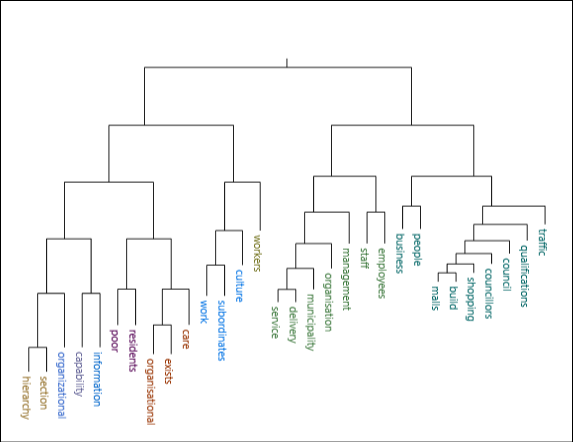 traffic
qualifications
council
councillors
shopping
build
malls
people
business
employees
staff
management
organisation
municipality
delivery
service
workers
culture
subordinates
work
care
exists
organisational
residents
poor
information
capability
organizational
section
hierarchy